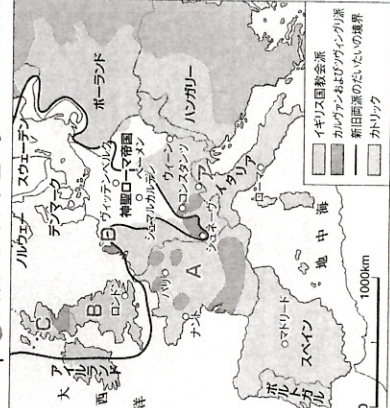 ノルウェー
スウェーデン
デンマーク
C
B
ロンドン
アイルランド
大西洋
D
ヴィッテンベルク
ポーランド
神聖ローマ帝国
ベーメン
シュマルカルデン
ウィーン
コンスタンツ
ハンガリー
ア
ジュネーヴ
イタリア
パリ
A
ナント
マドリード
スペイン
ポルトガル
地中海
1000km
イギリス国教会派
カルヴァンおよびツヴィングリ派
新旧両派のだいたいの境界
カトリック